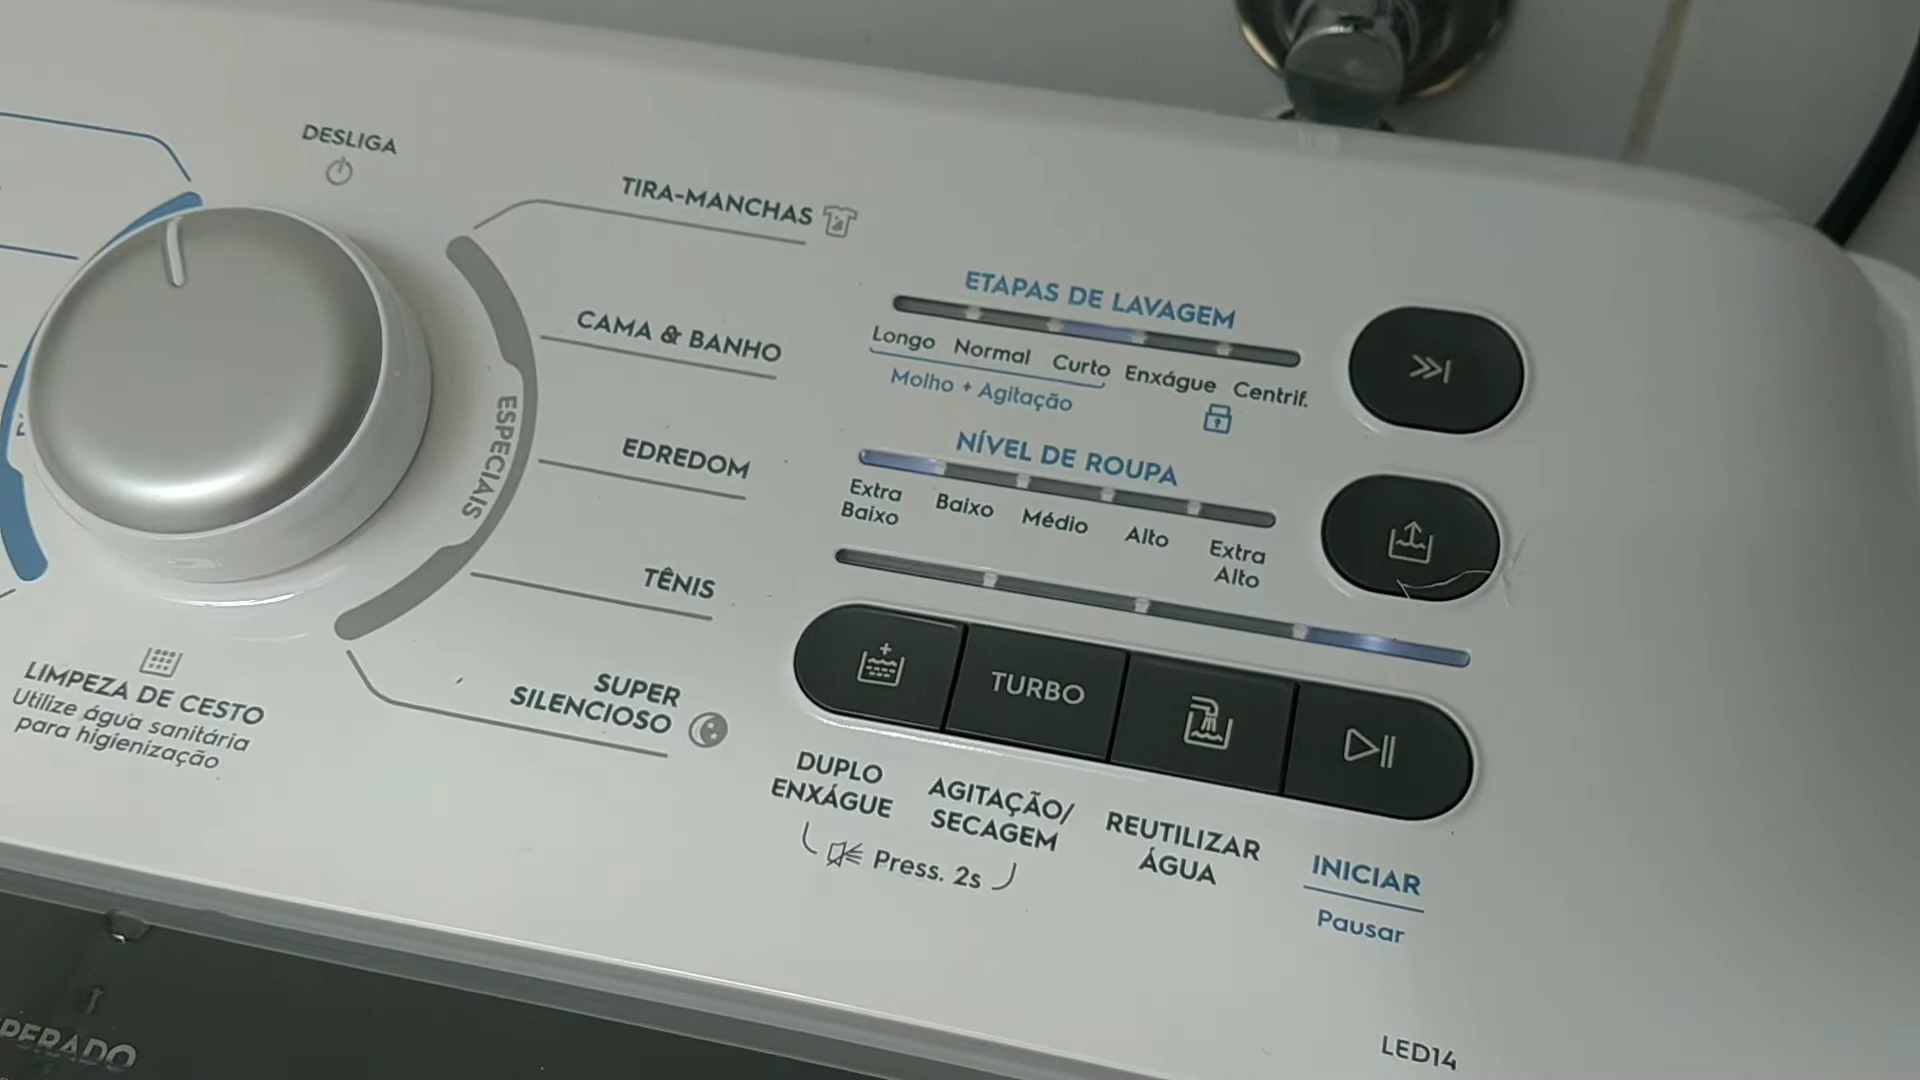 DESLIGA
TIRA-MANCHAS
CAMA & BANHO
EDREDOM
TÊNIS
SUPER
SILENCIOSO
ESPECIAIS
LIMPEZA DE CESTO
Utilize água sanitária
para higienização
ETAPAS DE LAVAGEM
Longo Normal Curto Enxágue Centrif.
Molho + Agitação
NÍVEL DE ROUPA
Extra
Baixo
Baixo
Médio
Alto
Extra
Alto
TURBO
DUPLO
ENXÁGUE
AGITAÇÃO/
SECAGEM
Press. 2s
REUTILIZAR
ÁGUA
INICIAR
Pausar
LED14